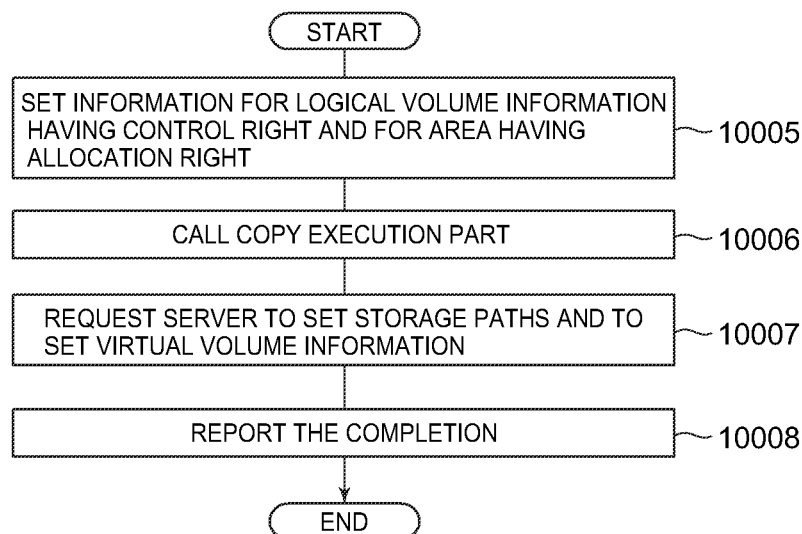 START
SET INFORMATION FOR LOGICAL VOLUME INFORMATION
HAVING CONTROL RIGHT AND FOR AREA HAVING
ALLOCATION RIGHT
10005
CALL COPY EXECUTION PART
10006
REQUEST SERVER TO SET STORAGE PATHS AND TO
SET VIRTUAL VOLUME INFORMATION
10007
REPORT THE COMPLETION
10008
END